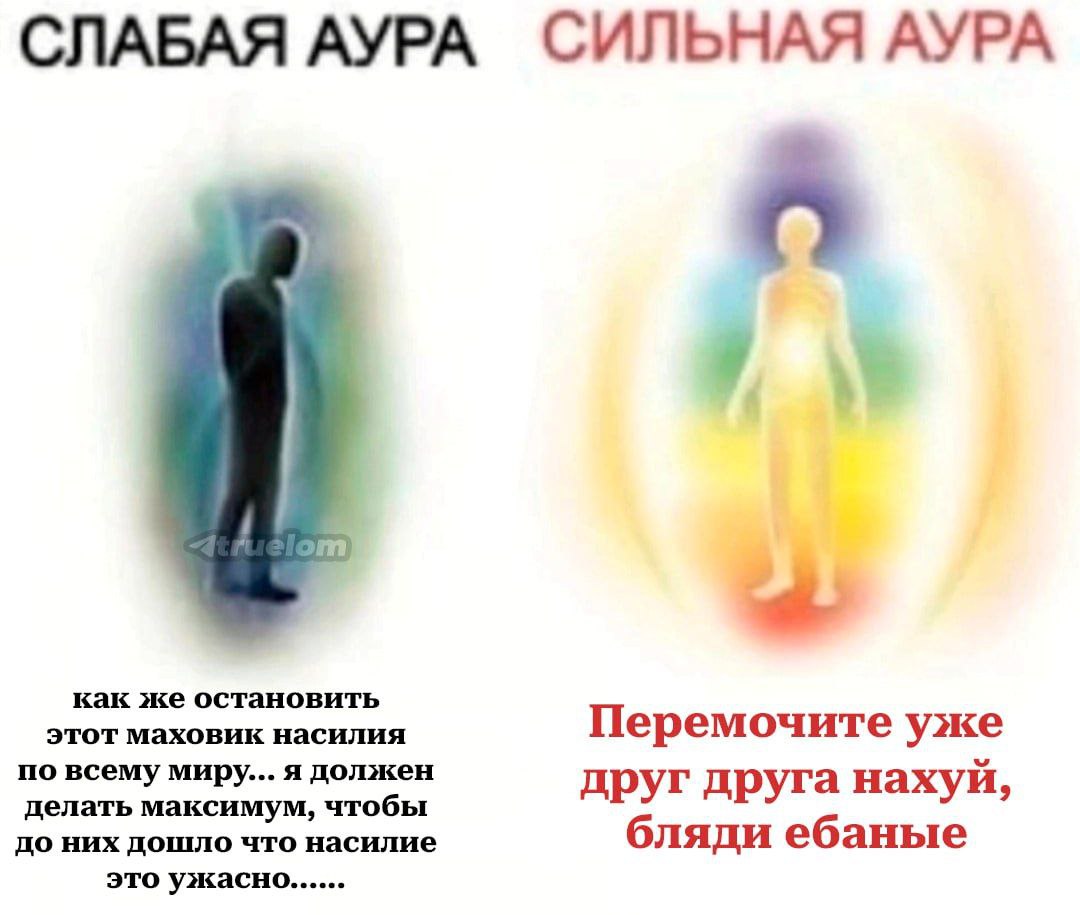 СЛАБАЯ АУРА
СИЛЬНАЯ АУРА
truelom
как же остановить
этот маховик насилия
по всему миру... я должен
делать максимум, чтобы
до них дошло что насилие
это ужасно......
Перемочите уже
друг друга нахуй,
бляди ебаные